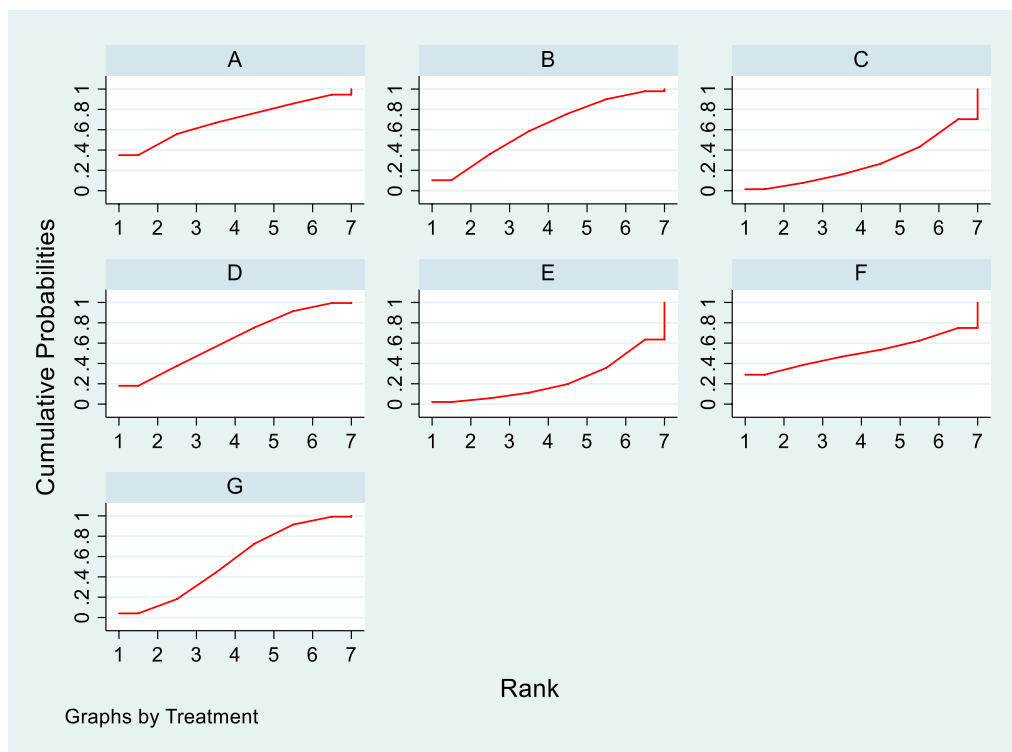 Cumulative Probabilities
A
B
C
0 .2 .4 .6 .8 1
0 .2 .4 .6 .8 1
0 .2 .4 .6 .8 1
1 2 3 4 5 6 7
1 2 3 4 5 6 7
1 2 3 4 5 6 7
D
E
F
0 .2 .4 .6 .8 1
0 .2 .4 .6 .8 1
0 .2 .4 .6 .8 1
1 2 3 4 5 6 7
1 2 3 4 5 6 7
1 2 3 4 5 6 7
G
0 .2 .4 .6 .8 1
1 2 3 4 5 6 7
Rank
Graphs by Treatment